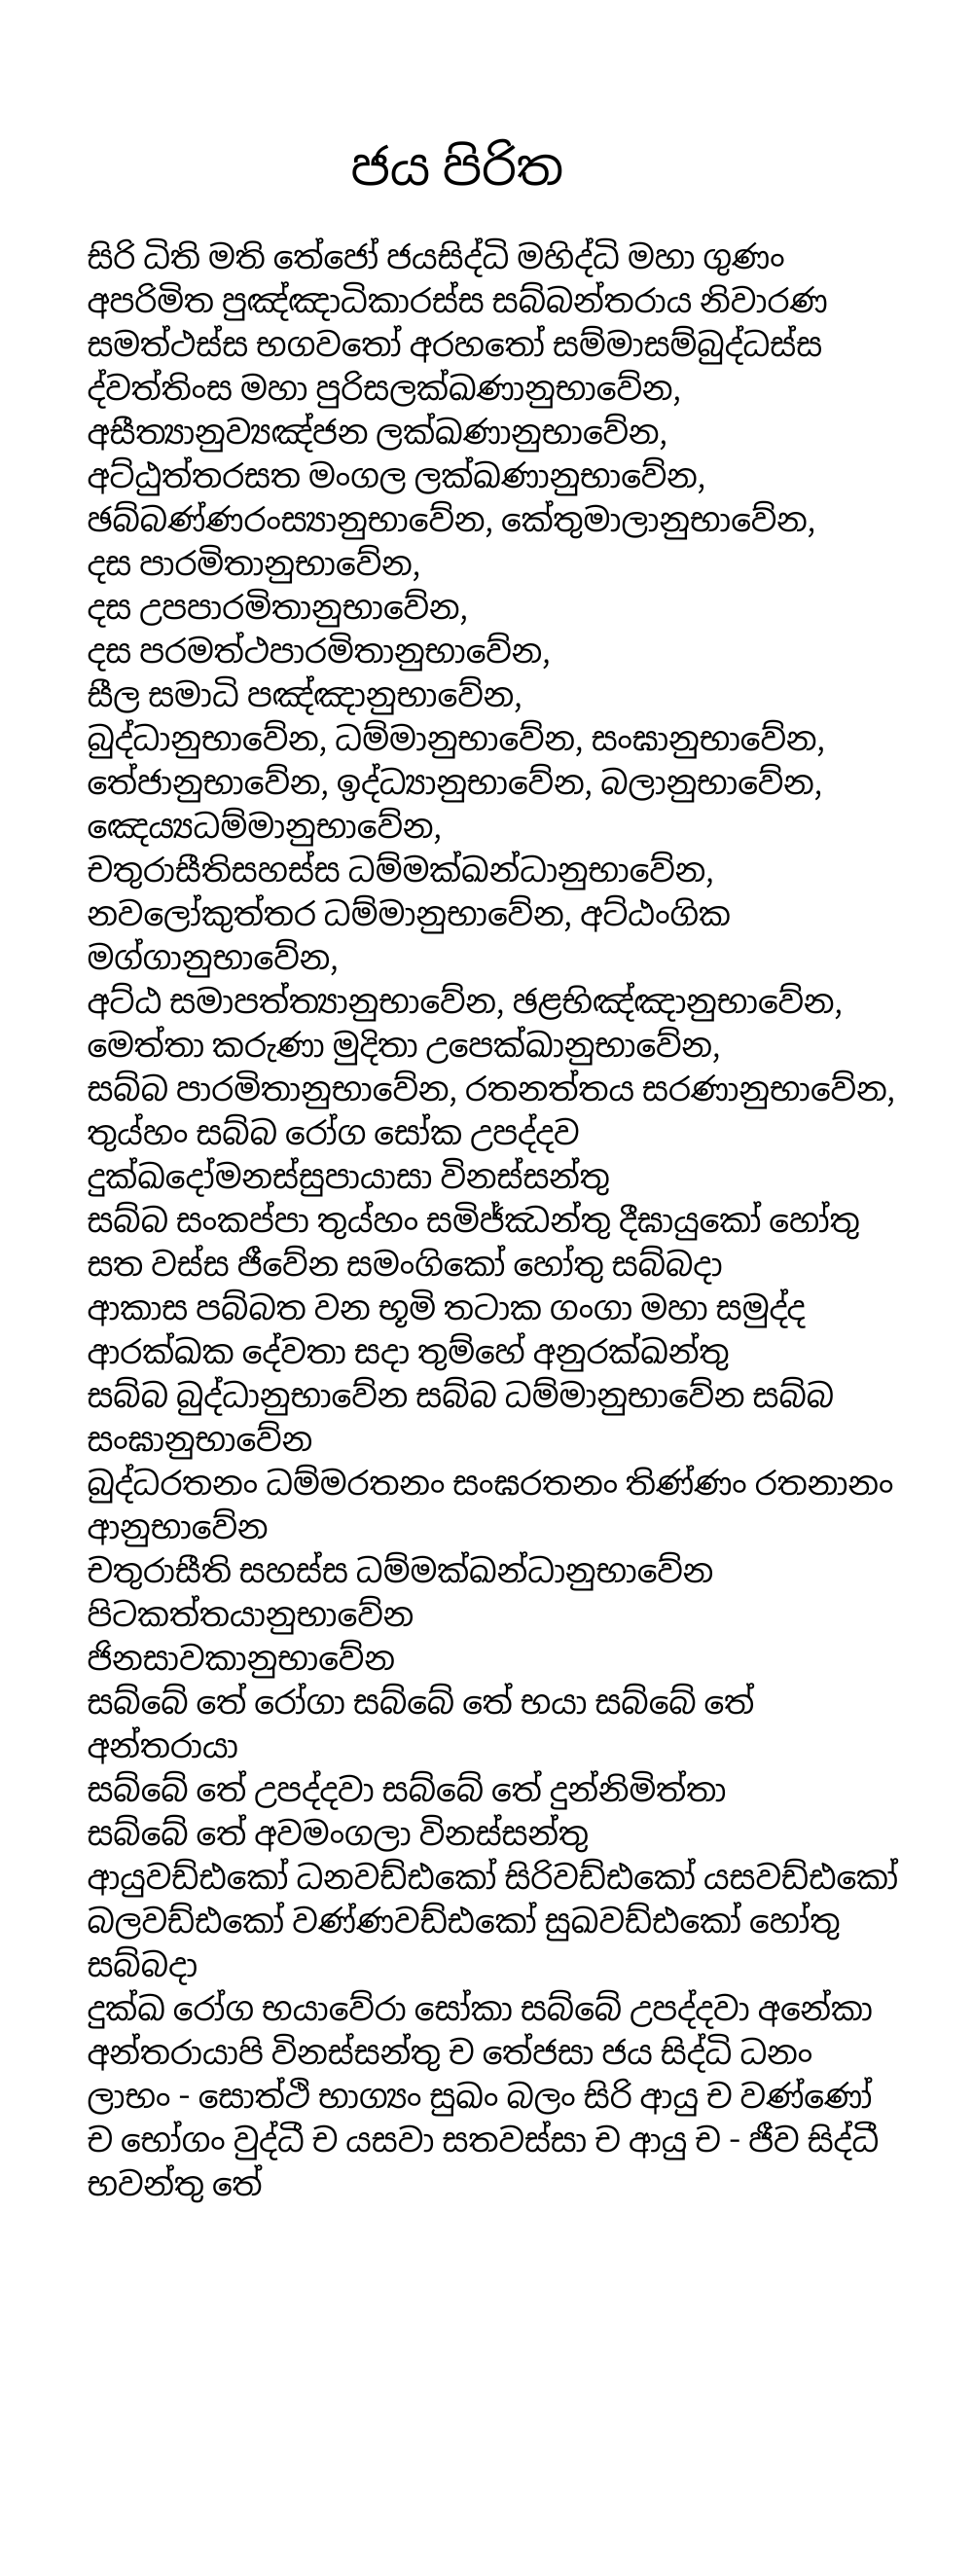 ජය පිරිත
සිරි ධිති මති තේජෝ ජයසිද්ධි මහිද්ධි මහා ගුණං
අපරිමිත පුඤ්ඤාධිකාරස්ස සබ්බන්තරාය නිවාරණ
සමත්ථස්ස භගවතෝ අරහතෝ සම්මාසම්බුද්ධස්ස
ද්වත්තිංස මහා පුරිසලක්ඛණානුභාවේන,
අසීත්‍යානුව්‍යඤ්ජන ලක්ඛණානුභාවේන,
අට්ඨුත්තරසත මංගල ලක්ඛණානුභාවේන,
ඡබ්බණ්ණරංස්‍යානුභාවේන, කේතුමාලානුභාවේන,
දස පාරමිතානුභාවේන,
දස උපපාරමිතානුභාවේන,
දස පරමත්ථපාරමිතානුභාවේන,
සීල සමාධි පඤ්ඤානුභාවේන,
බුද්ධානුභාවේන, ධම්මානුභාවේන, සංඝානුභාවේන,
තේජානුභාවේන, ඉද්ධ්‍යානුභාවේන, බලානුභාවේන,
ඤෙය්‍යධම්මානුභාවේන,
චතුරාසීතිසහස්ස ධම්මක්ඛන්ධානුභාවේන,
නවලෝකුත්තර ධම්මානුභාවේන, අට්ඨංගික
මග්ගානුභාවේන,
අට්ඨ සමාපත්ත්‍යානුභාවේන, ඡළභිඤ්ඤානුභාවේන,
මෙත්තා කරුණා මුදිතා උපෙක්ඛානුභාවේන,
සබ්බ පාරමිතානුභාවේන, රතනත්තය සරණානුභාවේන,
තුය්හං සබ්බ රෝග සෝක උපද්දව
දුක්ඛදෝමනස්සුපායාසා විනස්සන්තු
සබ්බ සංකප්පා තුය්හං සමිජ්ඣන්තු දීඝායුකෝ හෝතු
සත වස්ස ජීවේන සමංගිකෝ හෝතු සබ්බදා
ආකාස පබ්බත වන භූමි තටාක ගංගා මහා සමුද්ද
ආරක්ඛක දේවතා සදා තුම්හේ අනුරක්ඛන්තු
සබ්බ බුද්ධානුභාවේන සබ්බ ධම්මානුභාවේන සබ්බ
සංඝානුභාවේන
බුද්ධරතනං ධම්මරතනං සංඝරතනං තිණ්ණං රතනානං
ආනුභාවේන
චතුරාසීති සහස්ස ධම්මක්ඛන්ධානුභාවේන
පිටකත්තයානුභාවේන
ජිනසාවකානුභාවේන
සබ්බේ තේ රෝගා සබ්බේ තේ භයා සබ්බේ තේ
අන්තරායා
සබ්බේ තේ උපද්දවා සබ්බේ තේ දුන්නිමිත්තා
සබ්බේ තේ අවමංගලා විනස්සන්තු
ආයුවඩ්ඪකෝ ධනවඩ්ඪකෝ සිරිවඩ්ඪකෝ යසවඩ්ඪකෝ
බලවඩ්ඪකෝ වණ්ණවඩ්ඪකෝ සුඛවඩ්ඪකෝ හෝතු
සබ්බදා
දුක්ඛ රෝග භයාවේරා සෝකා සබ්බේ උපද්දවා අනේකා
අන්තරායාපි විනස්සන්තු ච තේජසා ජය සිද්ධි ධනං
ලාභං - සොත්ථි භාග්‍යං සුඛං බලං සිරි ආයු ච වණ්ණෝ
ච භෝගං වුද්ධී ච යසවා සතවස්සා ච ආයු ච - ජීව සිද්ධී
භවන්තු තේ